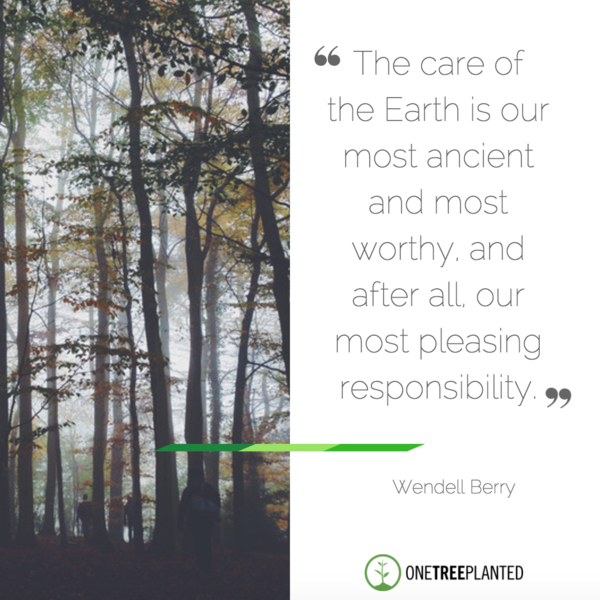 “ The care of
the Earth is our
most ancient
and most
worthy, and
after all, our
most pleasing
responsibility. ”
Wendell Berry
ONETREEPLANTED